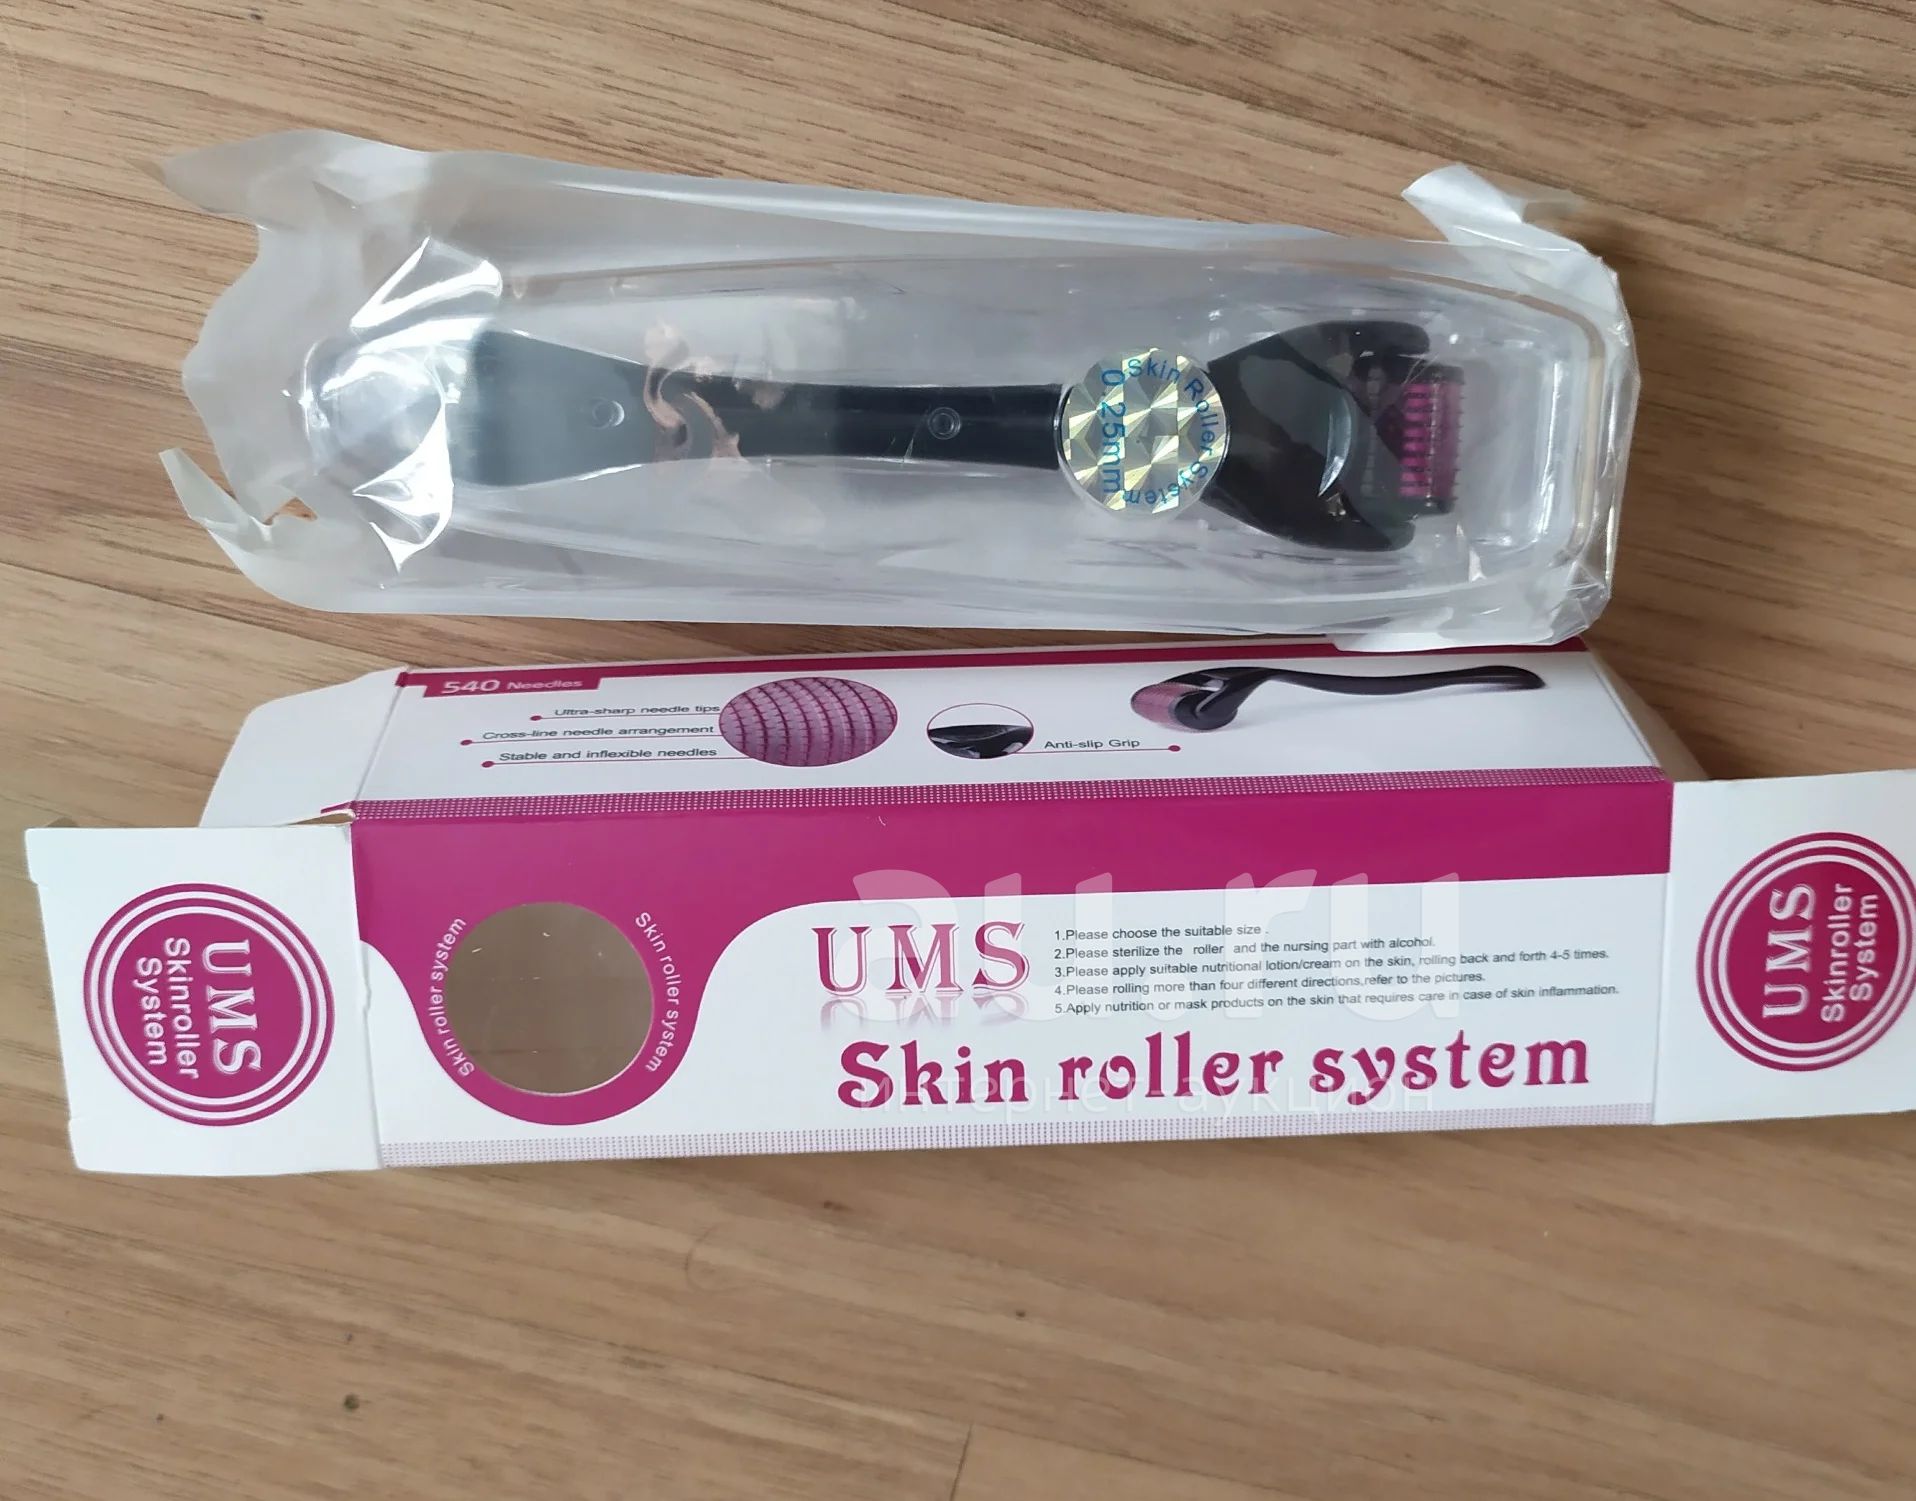 Skin Roller System
0.25mm
540 Needles
Ultra-sharp needle tips
Cross-line needle arrangement
Stable and inflexible needles
Anti-slip Grip
UMS
Skinroller
System
Skin roller system
Skin roller system
UMS
1.Please choose the suitable size .
2.Please sterilize the roller and the nursing part with alcohol.
3.Please apply suitable nutritional lotion/cream on the skin, rolling back and forth 4-5 times.
4.Please rolling more than four different directions,refer to the pictures.
5.Apply nutrition or mask products on the skin that requires care in case of skin inflammation.
Skin roller system
UMS
Skinroller
System
au.ru
интернет-аукцион